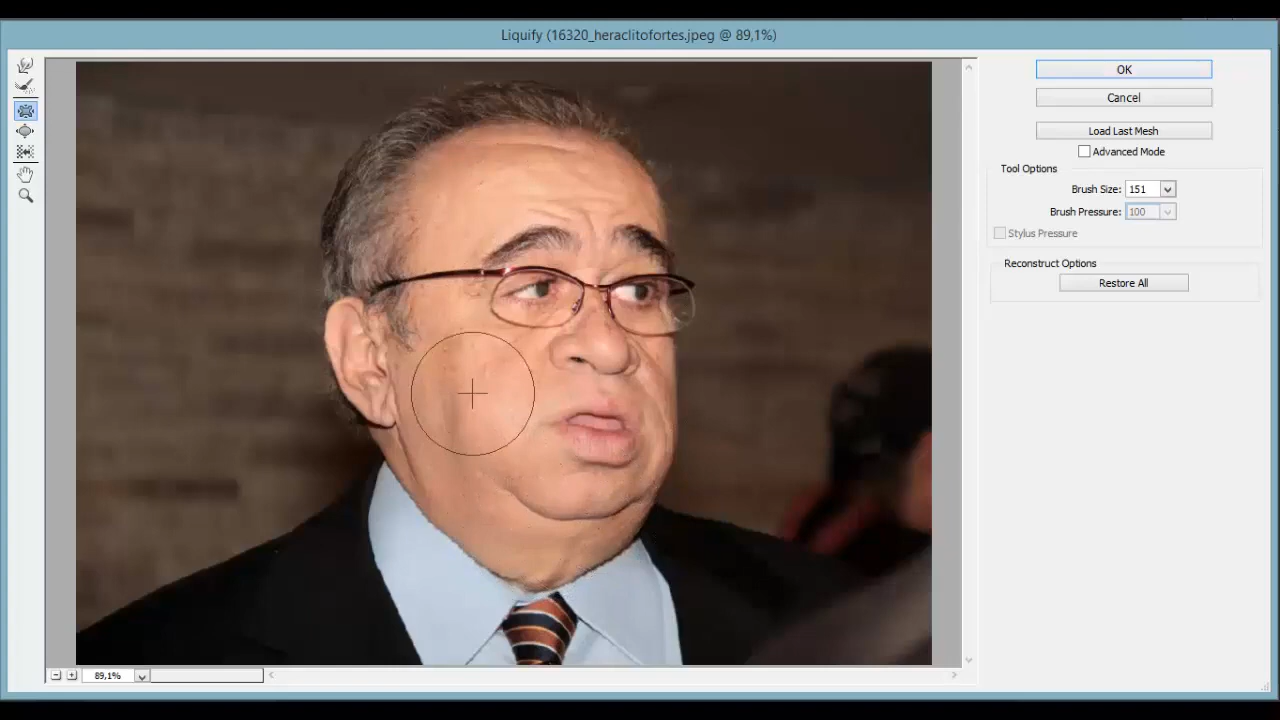 Liquify (16320_heraclitofortes.jpeg @ 89,1%)
OK
Cancel
Load Last Mesh
Advanced Mode
Tool Options
Brush Size: 151
Brush Pressure: 100
Stylus Pressure
Reconstruct Options
Restore All
89,1%